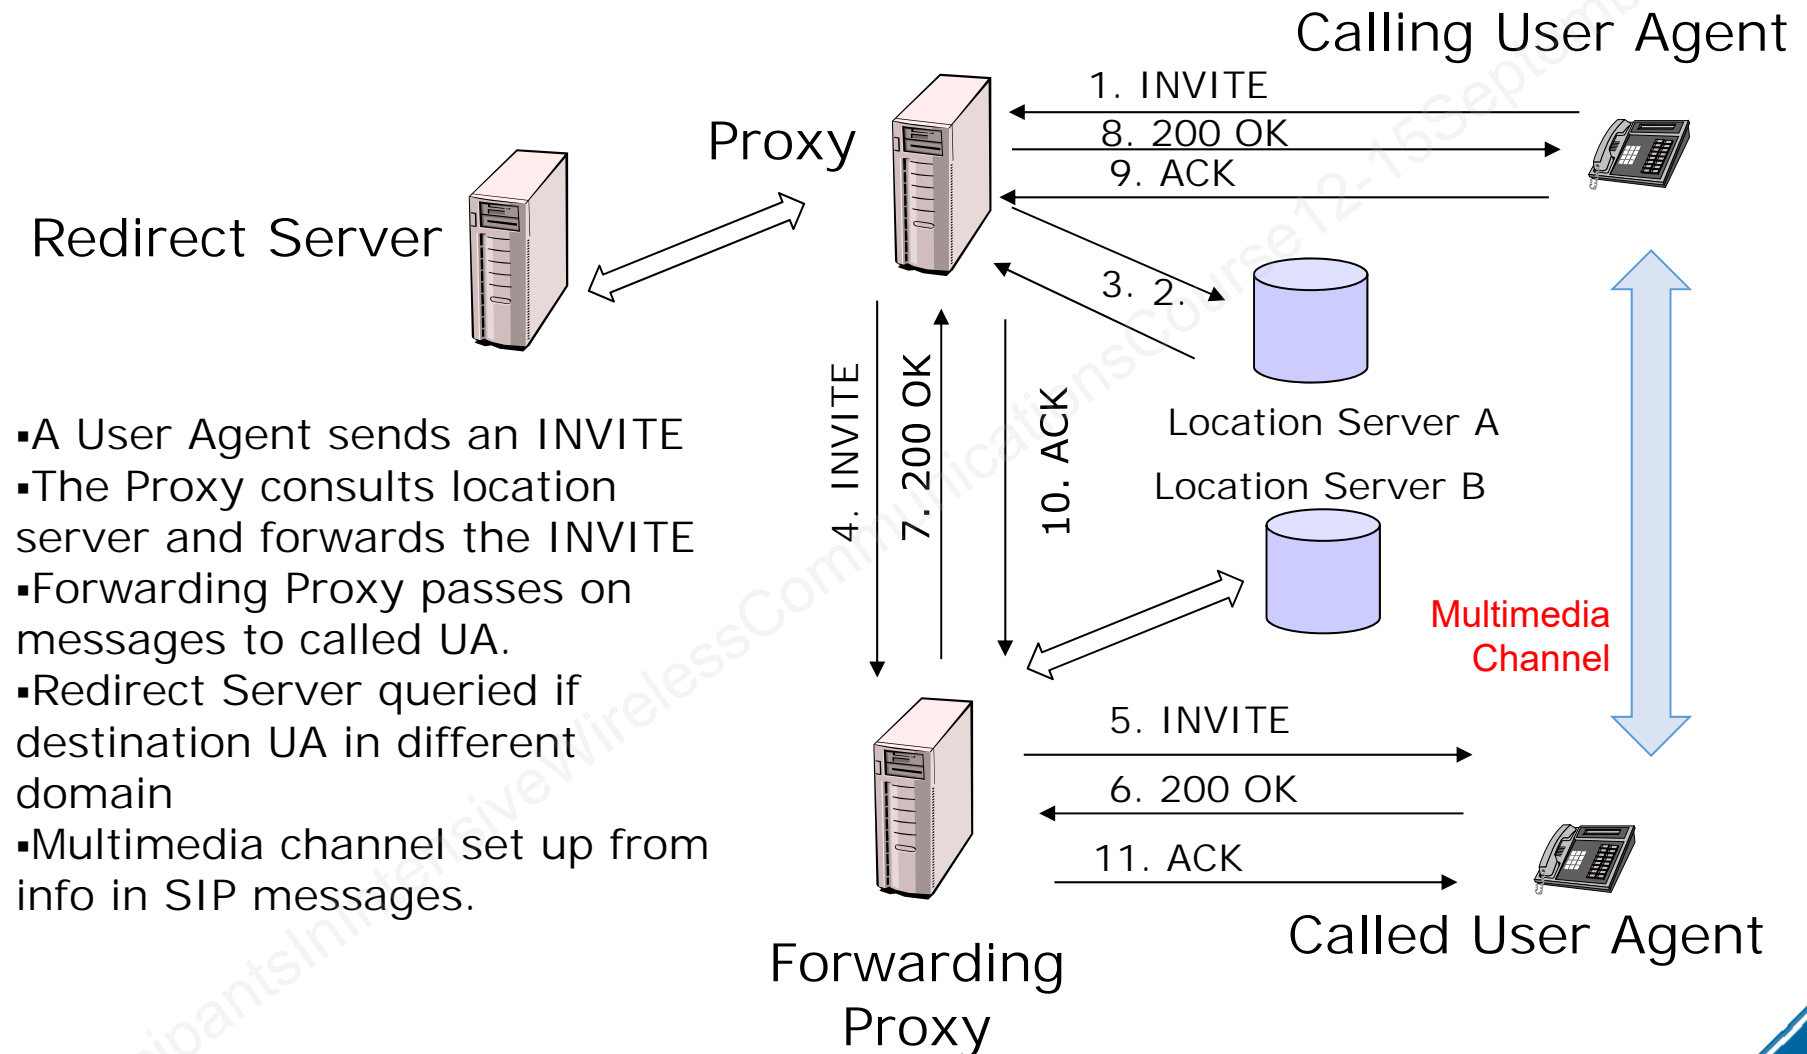 Calling User Agent
1. INVITE
8. 200 OK
9. ACK
Proxy
Redirect Server
3.
2.
4. INVITE
7. 200 OK
10. ACK
Location Server A
Location Server B
▪A User Agent sends an INVITE
▪The Proxy consults location
server and forwards the INVITE
▪Forwarding Proxy passes on
messages to called UA.
▪Redirect Server queried if
destination UA in different
domain
▪Multimedia channel set up from
info in SIP messages.
Multimedia
Channel
5. INVITE
6. 200 OK
11. ACK
Called User Agent
Forwarding
Proxy